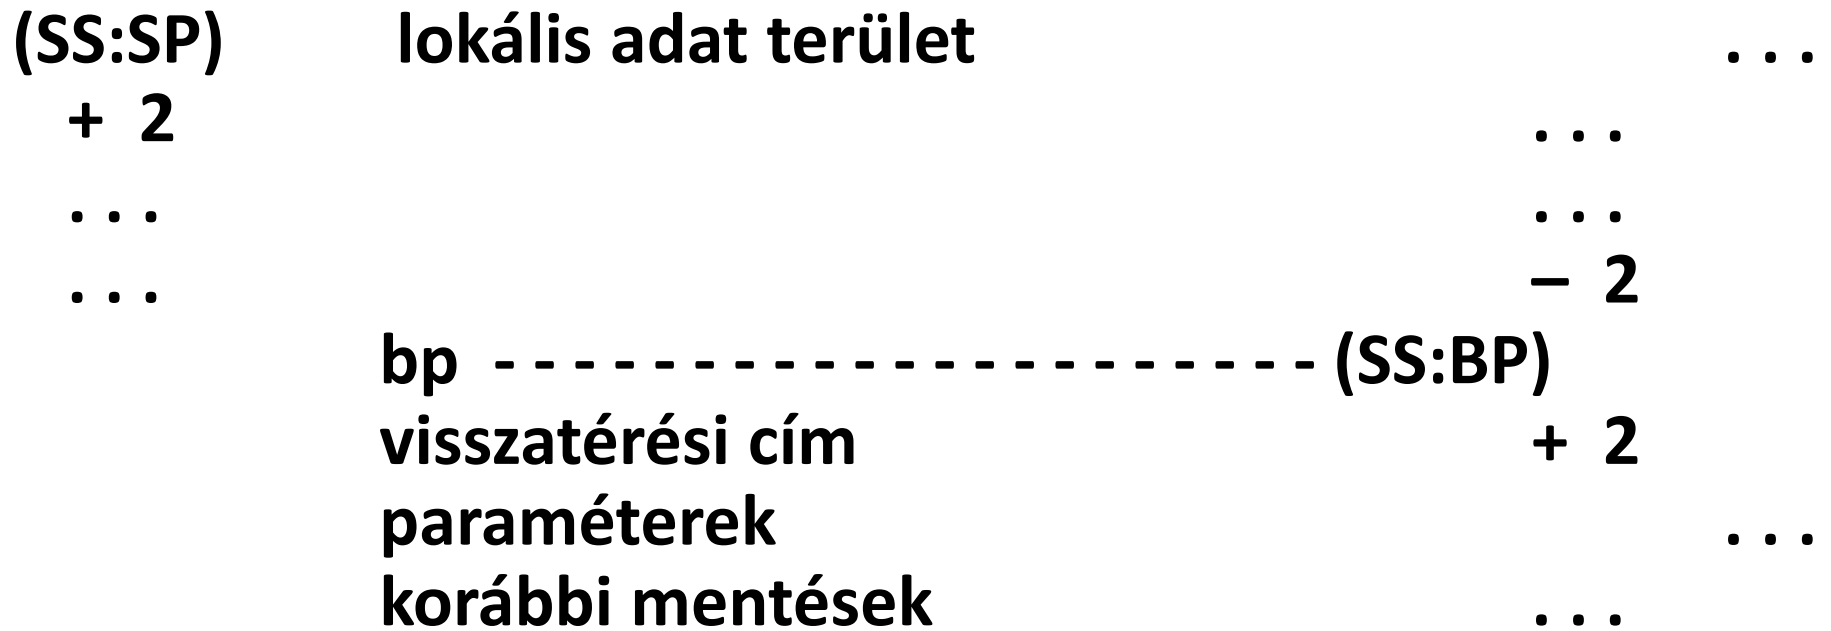 (SS:SP) lokális adat terület . . .
+ 2 . . .
. . . . . .
. . . – 2
bp - - - - - - - - - - - - - - - - - - - - - (SS:BP)
visszatérési cím + 2
paraméterek . . .
korábbi mentések . . .